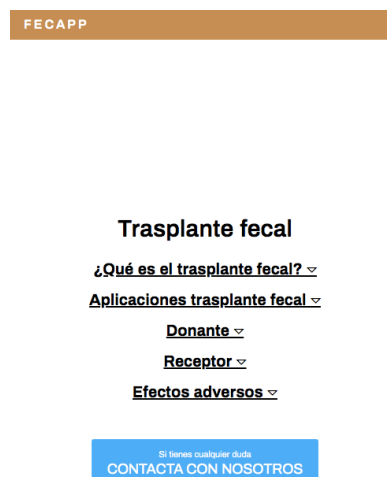 FECAPP
Trasplante fecal
¿Qué es el trasplante fecal? ▿
Aplicaciones trasplante fecal ▿
Donante ▿
Receptor ▿
Efectos adversos ▿
Si tienes cualquier duda
CONTACTA CON NOSOTROS